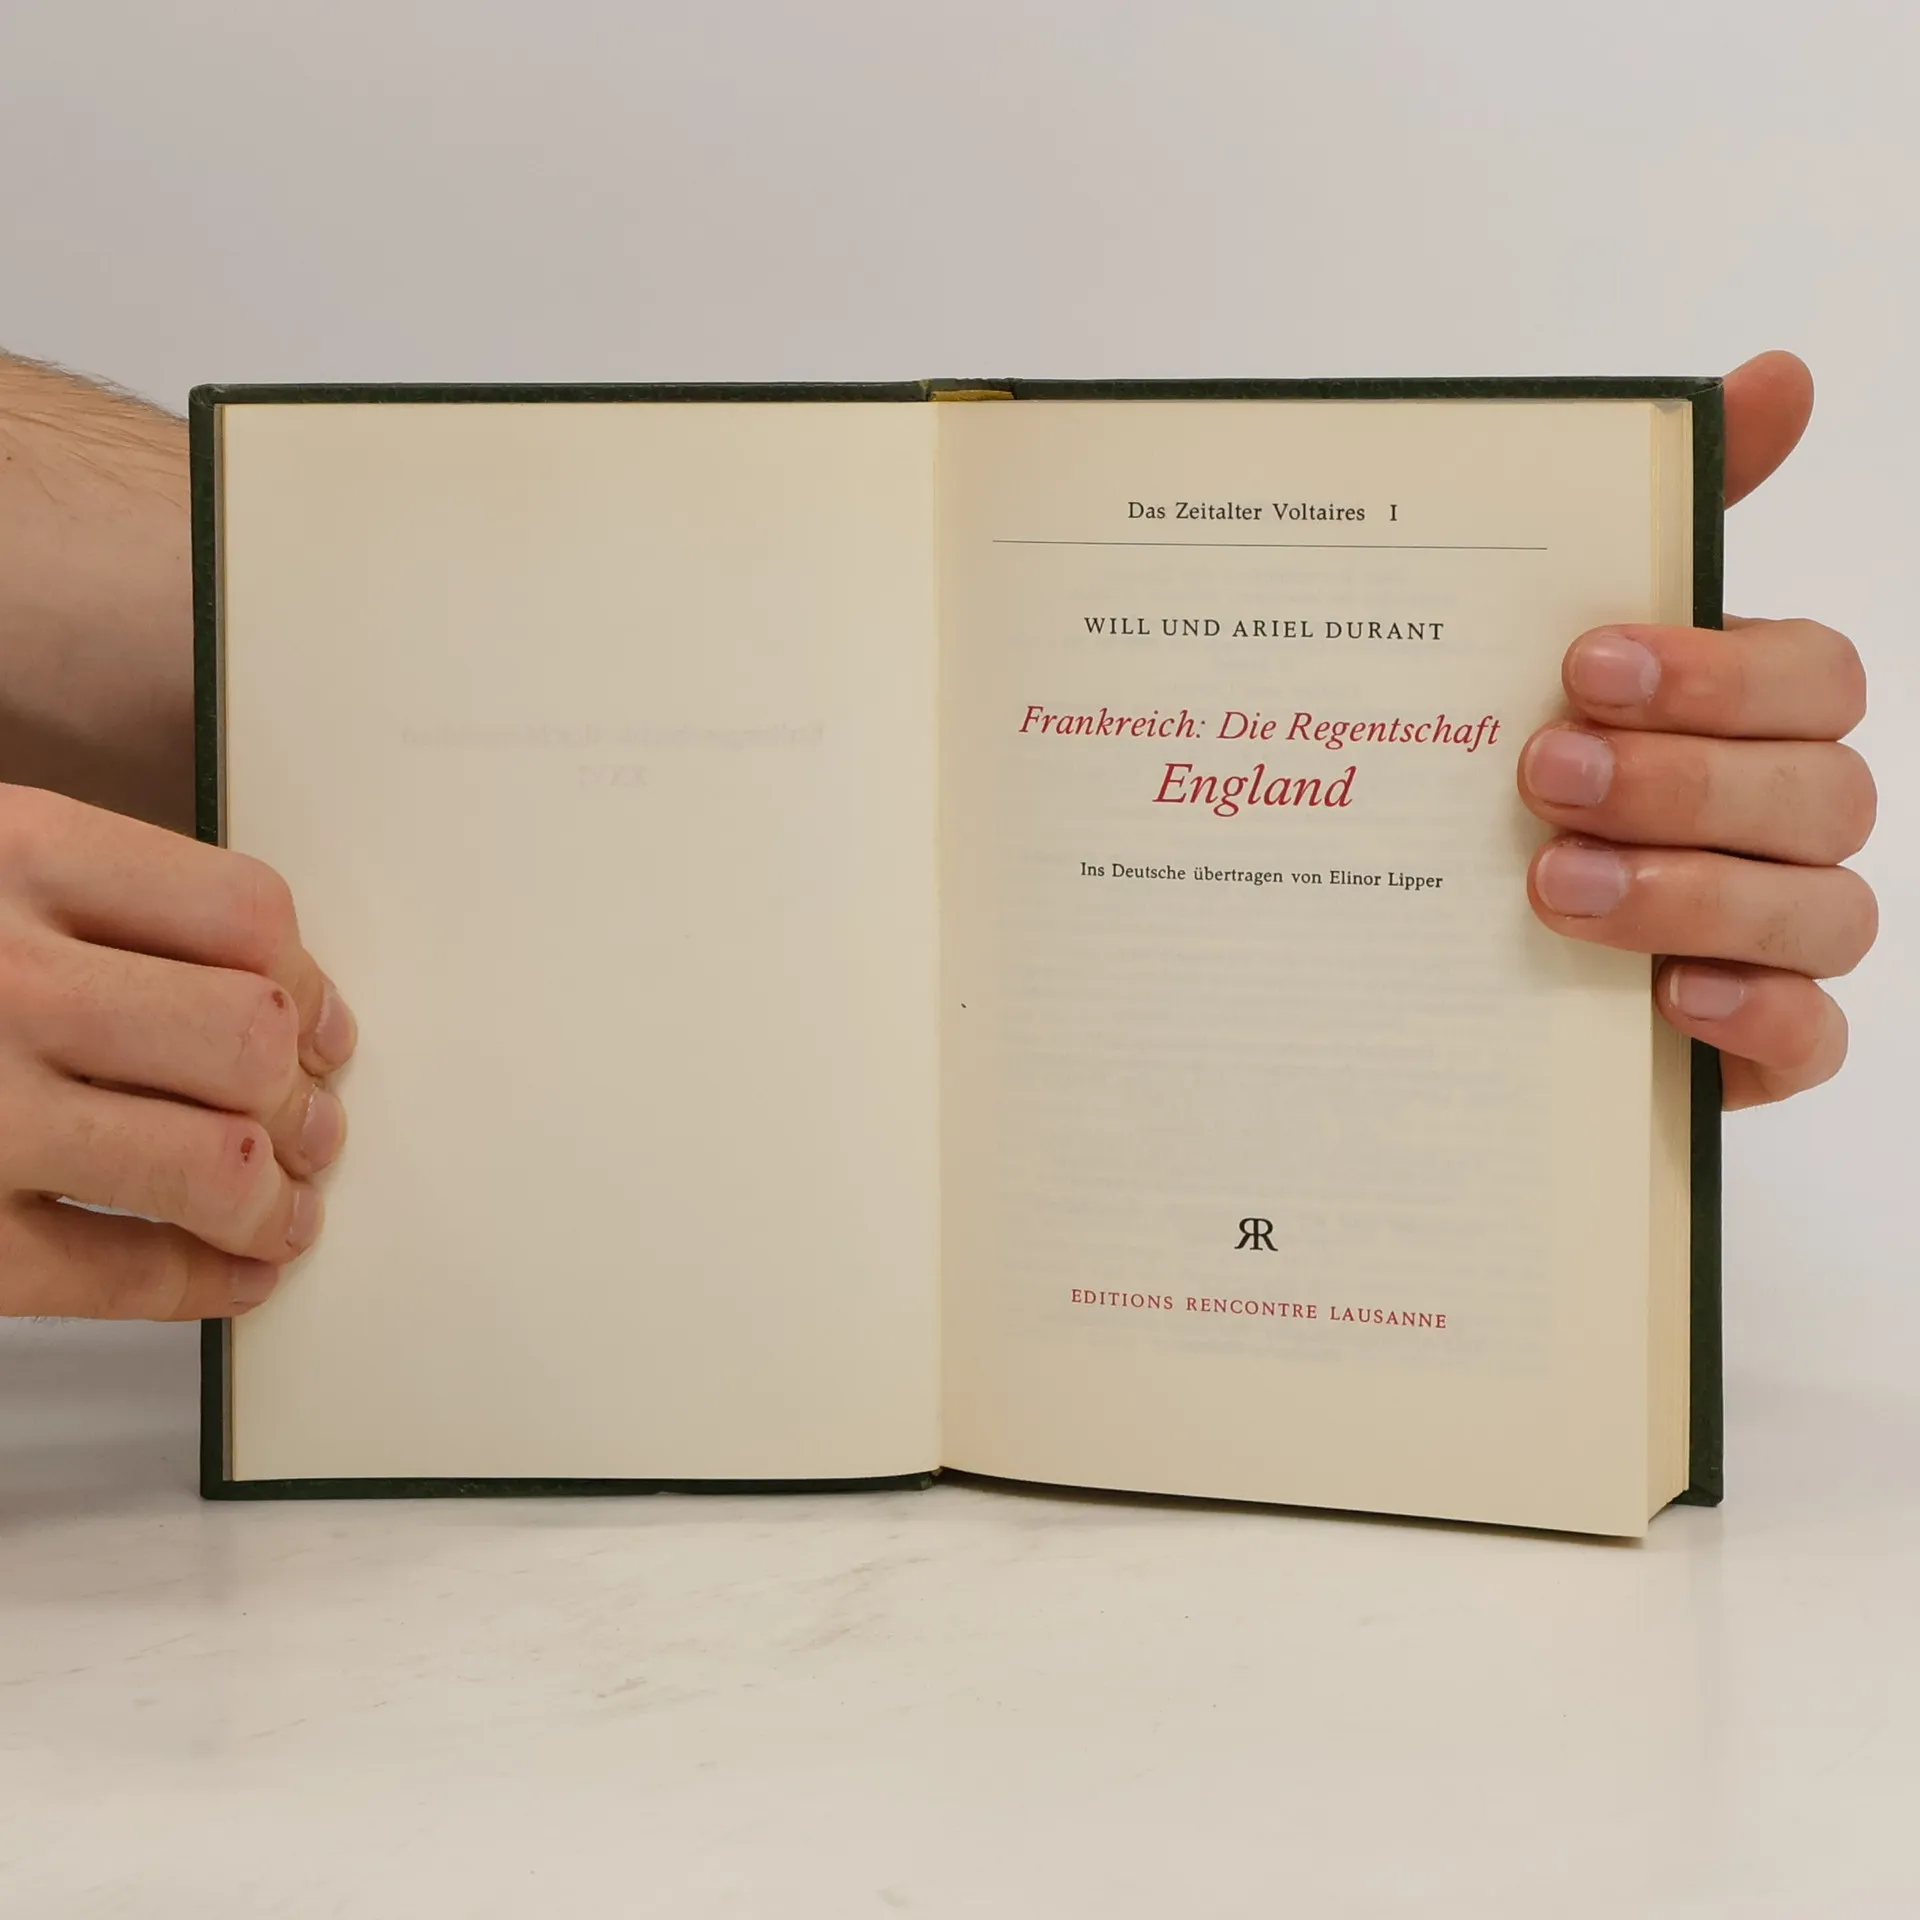 Das Zeitalter Voltaires I
WILL UND ARIEL DURANT
Frankreich: Die Regentschaft
England
Ins Deutsche übertragen von Elinor Lipper
RR
EDITIONS RENCONTRE LAUSANNE